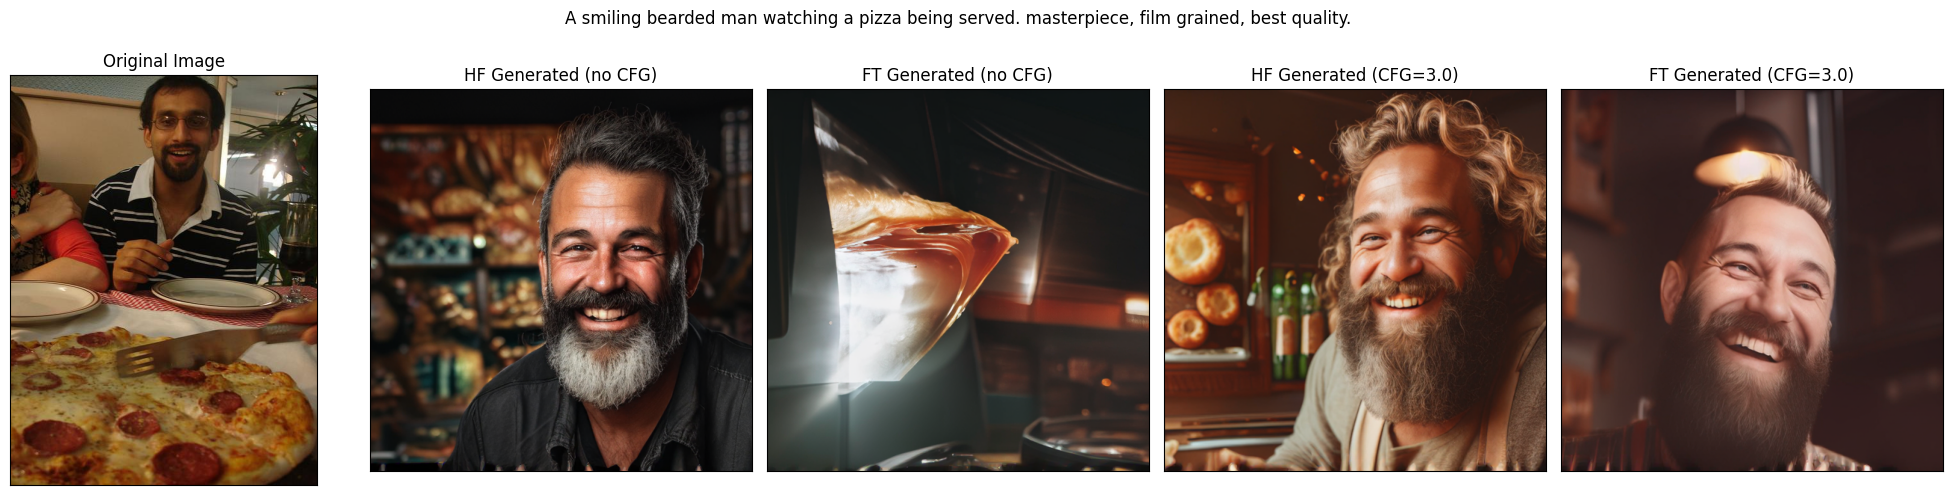 A smiling bearded man watching a pizza being served. masterpiece, film grained, best quality.
Original Image
HF Generated (no CFG)
FT Generated (no CFG)
HF Generated (CFG=3.0)
FT Generated (CFG=3.0)